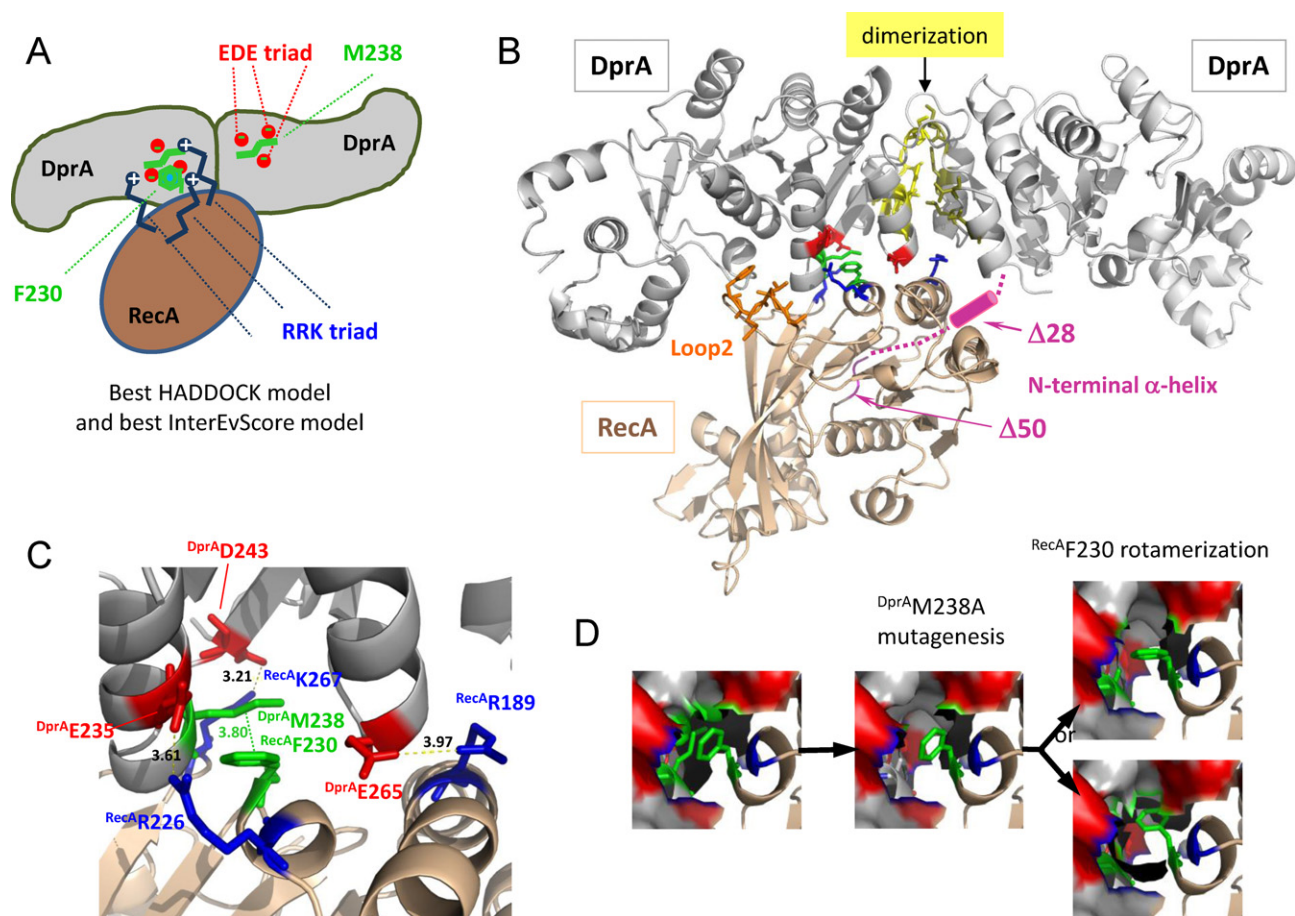 A
EDE triad
M238
DprA
DprA
F230
RecA
RRK triad
Best HADDOCK model
and best InterEvScore model
B
dimerization
DprA
DprA
Loop2
Δ28
N-terminal α-helix
RecA
Δ50
C
DprAD243
3.21
RecAK267
RecAR189
DprAE235
DprAM238
3.80
RecAF230
3.97
3.61
DprAE265
RecAR226
RecAF230 rotamerization
D
DprAM238A
mutagenesis
or